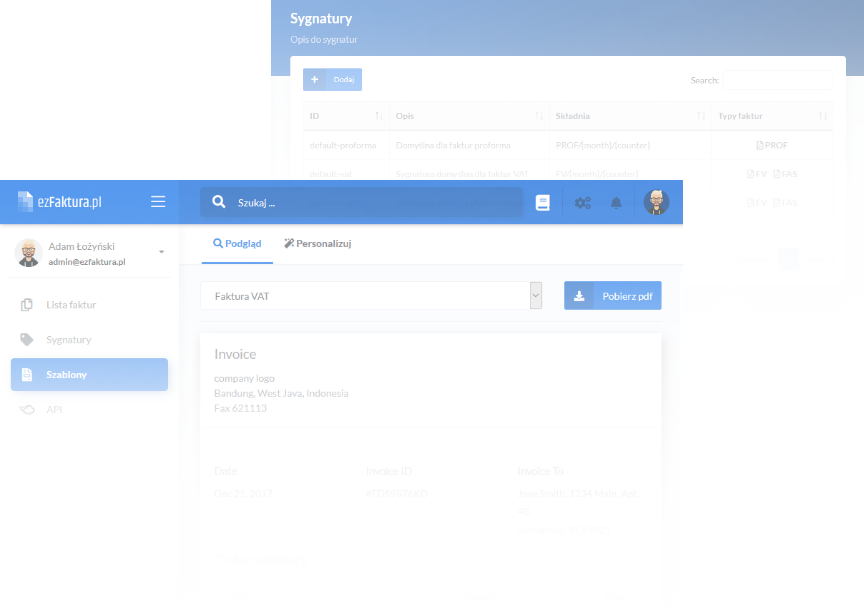 Sygnatury
Opis do sygnatur
Dodaj
Search:
ID Opis Składnia Typy faktur
default-proforma Domyślna dla faktur proforma PROF/[month]/[counter] PROF
default-vat Sygnatura domyślna dla faktur VAT FV/[month]/[counter] FV FAS
FV FAS
ezFaktura.pl
Szukaj ...
Adam Łożyński
admin@ezfaktura.pl
Lista faktur
Sygnatury
Szablony
API
Podgląd Personalizuj
Faktura VAT
Pobierz pdf
Invoice
company logo
Bandung, West Java, Indonesia
Fax 621113
Date Invoice ID Invoice To
Dec 21, 2017